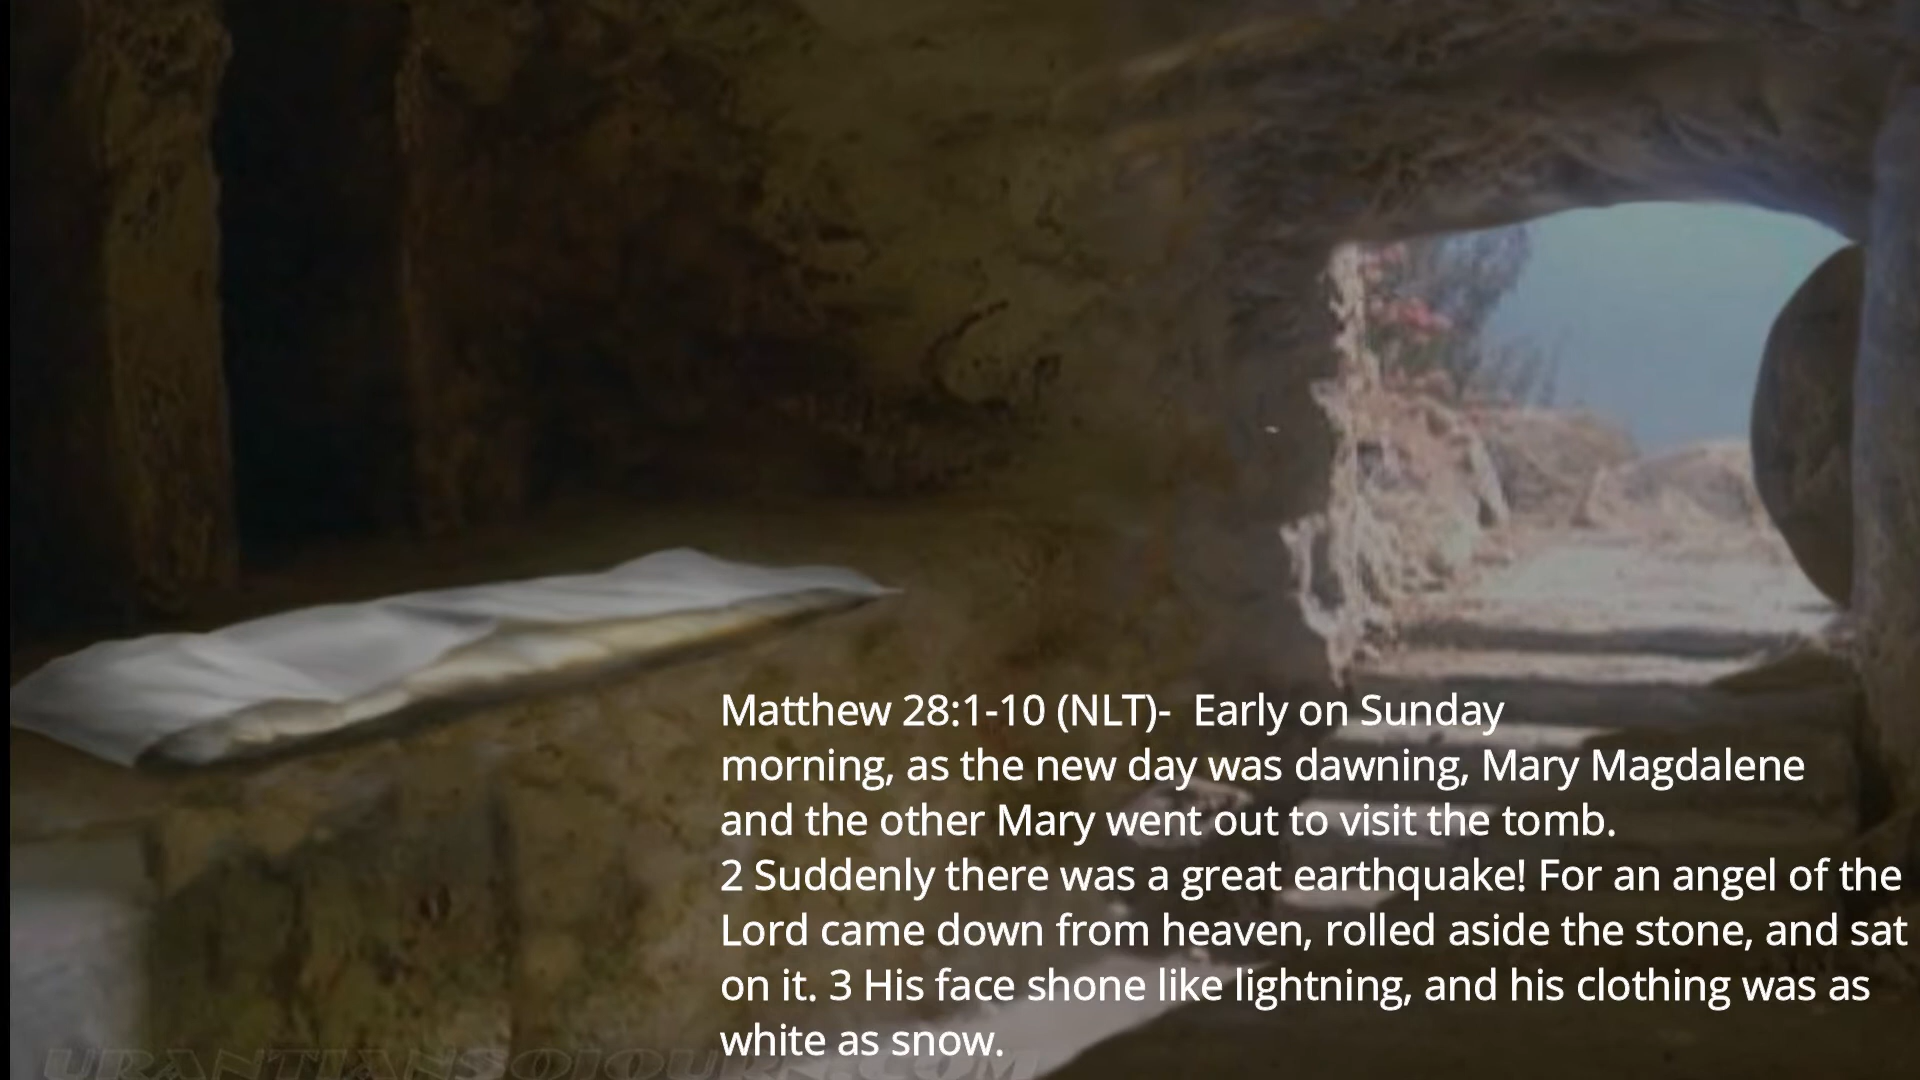 Matthew 28:1-10 (NLT)-  Early on Sunday
morning, as the new day was dawning, Mary Magdalene
and the other Mary went out to visit the tomb.
2 Suddenly there was a great earthquake! For an angel of the
Lord came down from heaven, rolled aside the stone, and sat
on it. 3 His face shone like lightning, and his clothing was as
white as snow.
URANTIANSOJOURN.COM